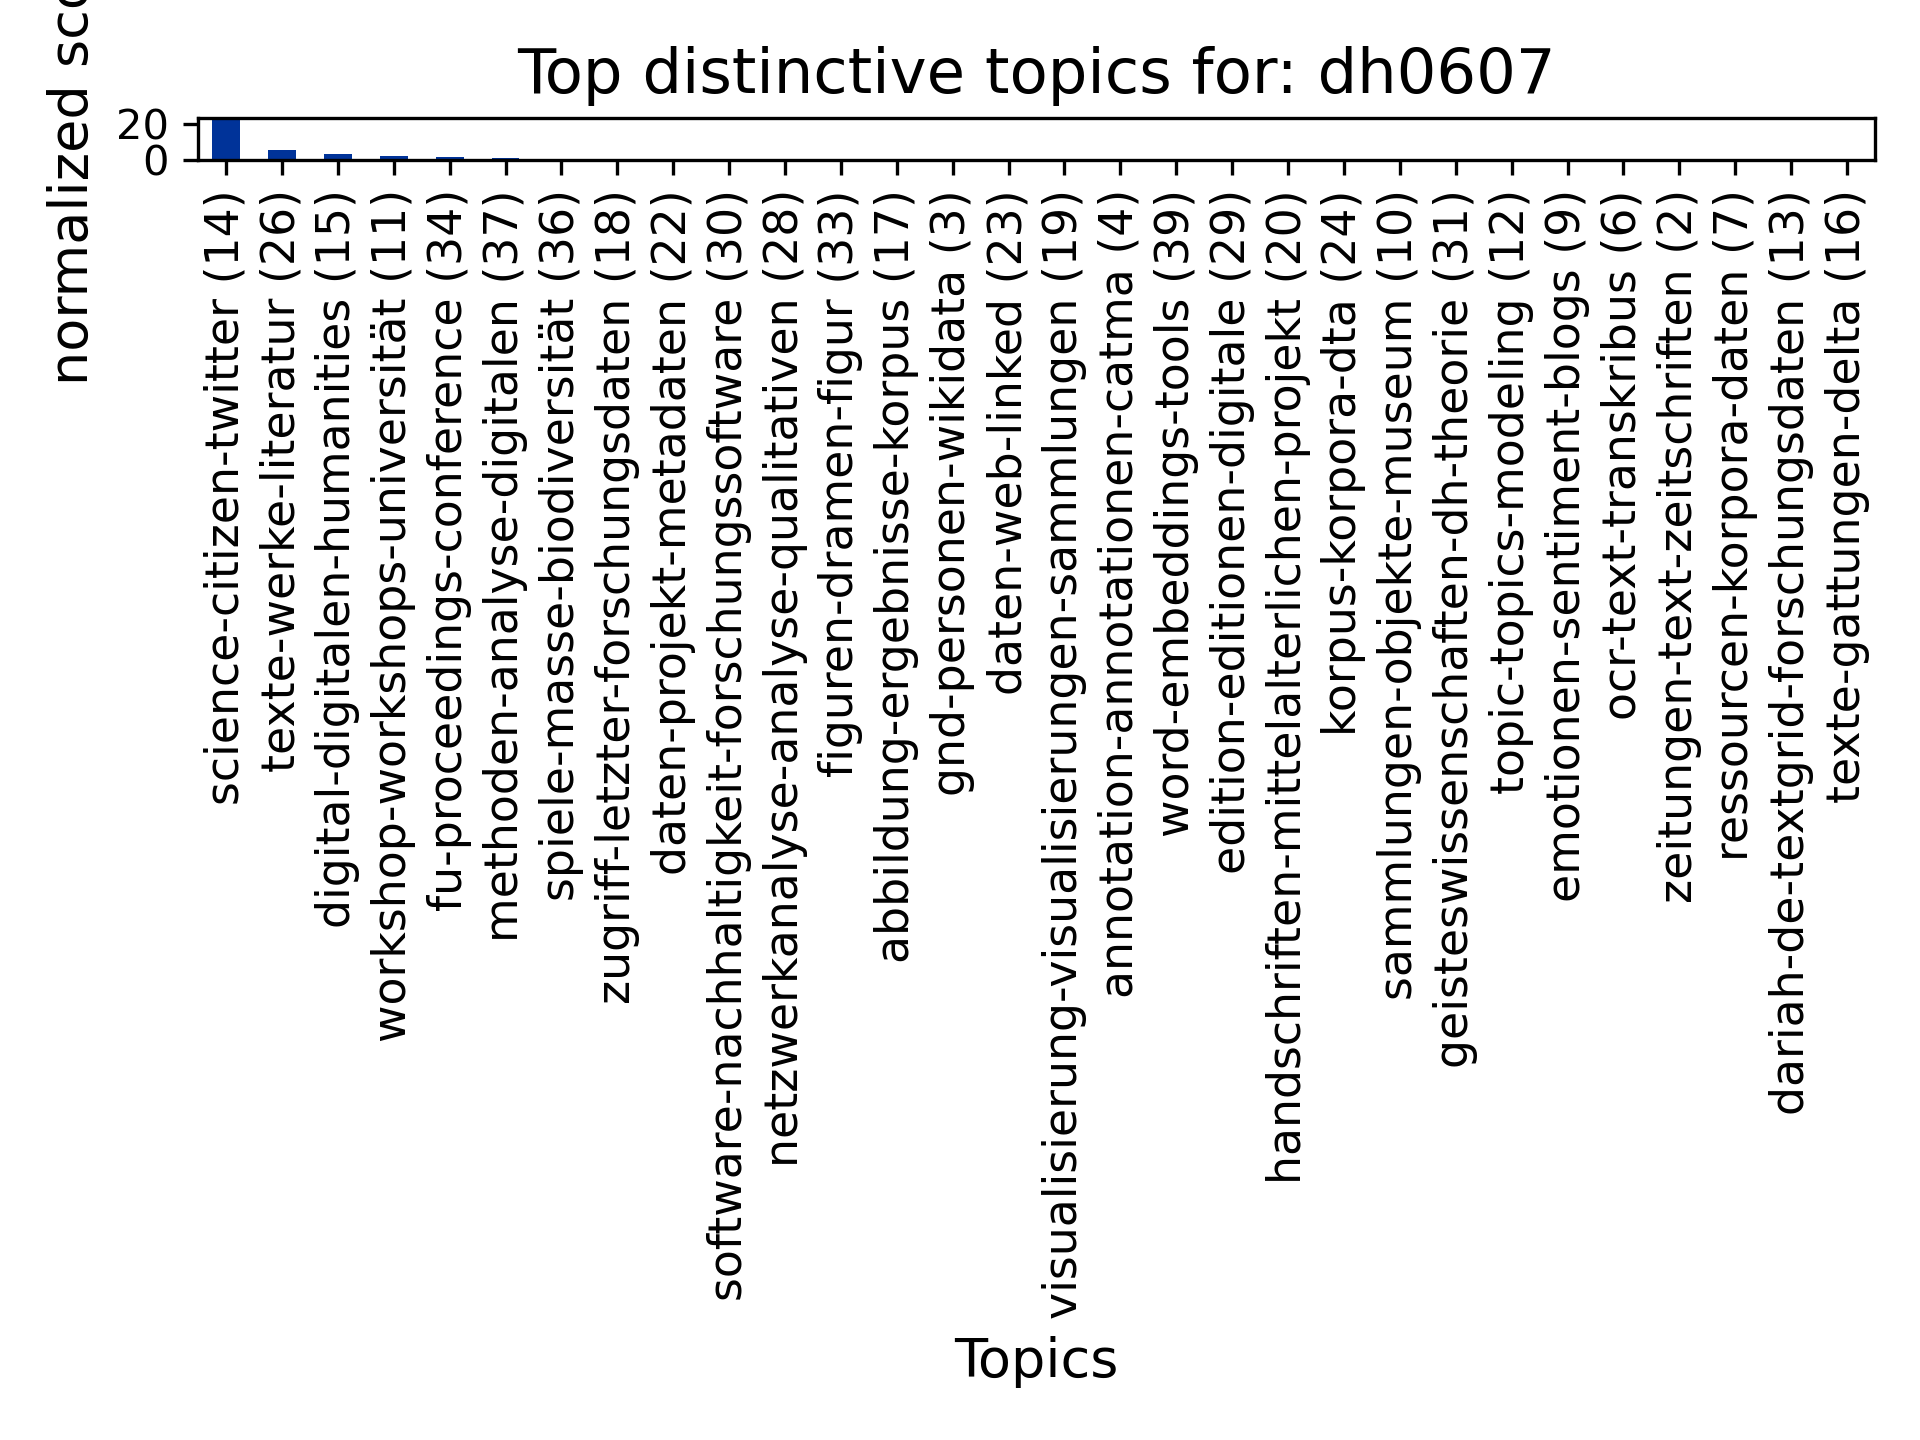 Top distinctive topics for: dh0607
normalized
20
0
science-citizen-twitter (14)
texte-werke-literatur (26)
digital-digitalen-humanities (15)
workshop-workshops-universität (11)
fu-proceedings-conference (34)
methoden-analyse-digitalen (37)
spiele-masse-biodiversität (36)
zugriff-letzter-forschungsdaten (18)
daten-projekt-metadaten (22)
software-nachhaltigkeit-forschungssoftware (30)
netzwerkanalyse-analyse-qualitativen (28)
figuren-dramen-figur (33)
abbildung-ergebnisse-korpus (17)
gnd-personen-wikidata (3)
daten-web-linked (23)
visualisierung-visualisierungen-sammlungen (19)
annotation-annotationen-catma (4)
word-embeddings-tools (39)
edition-editionen-digitale (29)
handschriften-mittelalterlichen-projekt (20)
korpus-korpora-dta (24)
sammlungen-objekte-museum (10)
geisteswissenschaften-dh-theorie (31)
topic-topics-modeling (12)
emotionen-sentiment-blogs (9)
ocr-text-transkribus (6)
zeitungen-text-zeitschriften (2)
ressourcen-korpora-daten (7)
dariah-de-textgrid-forschungsdaten (13)
texte-gattungen-delta (16)
Topics